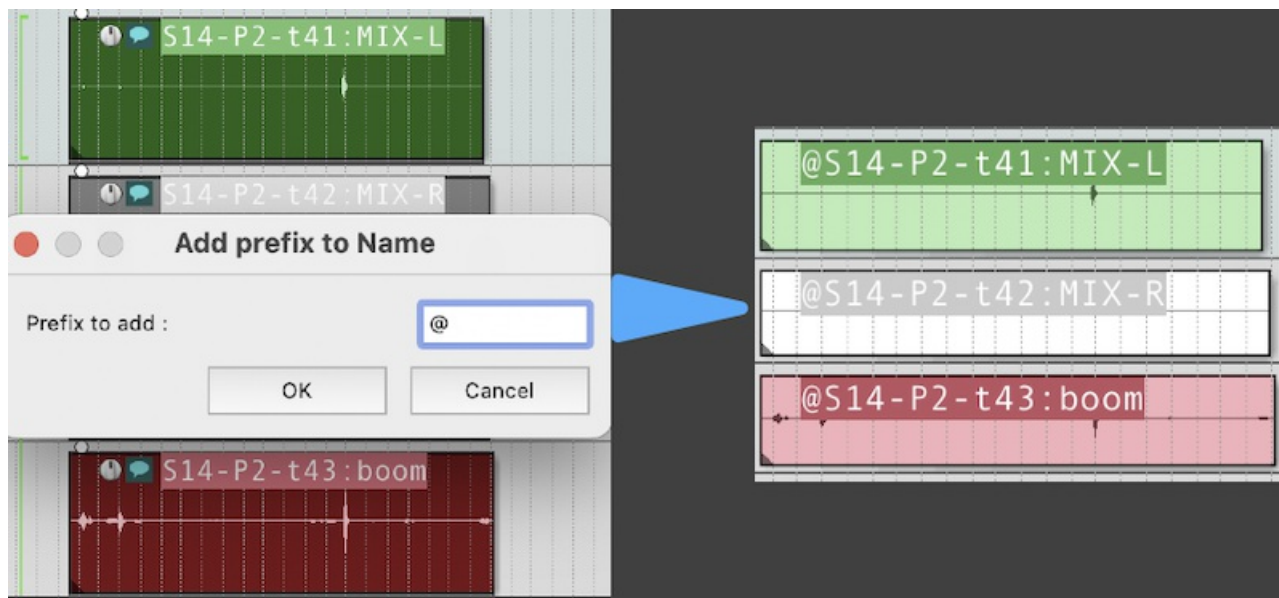 S14-P2-t41:MIX-L
S14-P2-t42:MIX-R
Add prefix to Name
Prefix to add :
@
OK
Cancel
S14-P2-t43:boom
@S14-P2-t41:MIX-L
@S14-P2-t42:MIX-R
@S14-P2-t43:boom